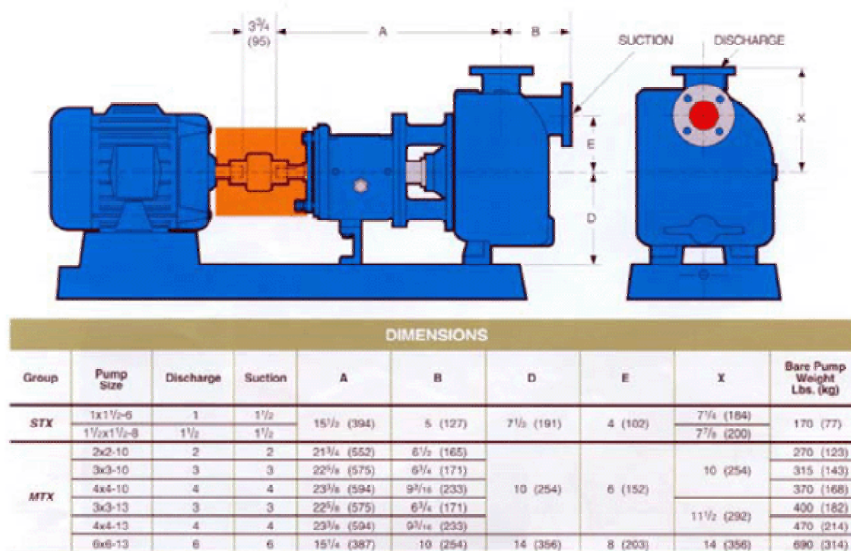 3¾
(95)
A
B
SUCTION
DISCHARGE
X
E
D
DIMENSIONS
Group Pump Size Discharge Suction A B D E X Bare Pump Weight Lbs. (kg)
STX 1x1½-6 1 1½ 15½ (394) 5 (127) 7½ (191) 4 (102) 7¼ (184) 170 (77)
1½x1½-8 1½ 1½ 7⅞ (200)
MTX 2x2-10 2 2 21¾ (552) 6½ (165) 10 (254) 6 (152) 10 (254) 270 (123)
3x3-10 3 3 22⅝ (575) 6¾ (171) 315 (143)
4x4-10 4 4 23⅜ (594) 9³⁄₁₆ (233) 370 (168)
3x3-13 3 3 22⅝ (575) 6¾ (171) 11½ (292) 400 (182)
4x4-13 4 4 23⅜ (594) 9³⁄₁₆ (233) 470 (214)
6x6-13 6 6 15¼ (387) 10 (254) 14 (356) 8 (203) 14 (356) 690 (314)